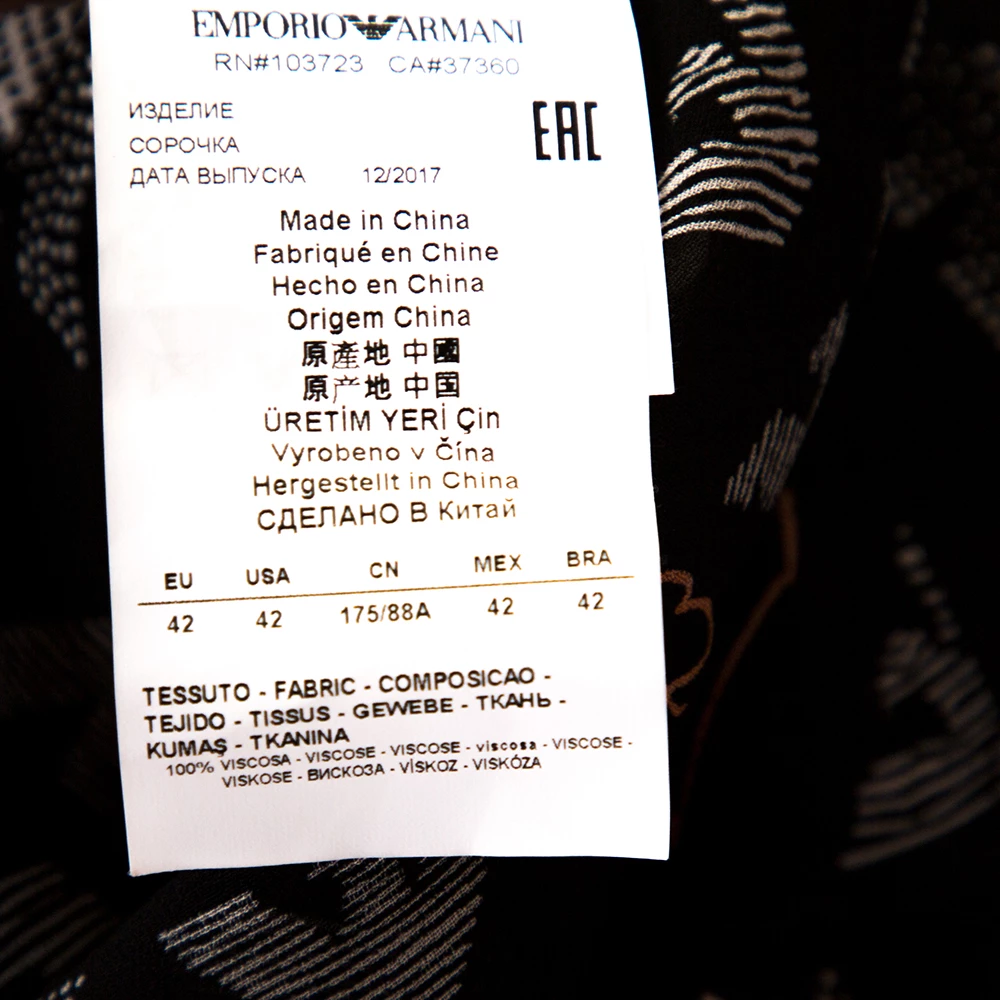 EMPORIO ARMANI
RN#103723 CA#37360
ИЗДЕЛИЕ
EAC
СОРОЧКА
ДАТА ВЫПУСКА 12/2017
Made in China
Fabriqué en Chine
Hecho en China
Origem China
原產地 中國
原产地 中国
ÜRETİM YERİ Çin
Vyrobeno v Čína
Hergestellt in China
СДЕЛАНО В Китай
EU USA CN MEX BRA
42 42 175/88A 42 42
TESSUTO - FABRIC - COMPOSICAO -
TEJIDO - TISSUS - GEWEBE - ТКАНЬ -
KUMAŞ - TKANINA
100% VISCOSA - VISCOSE - VISCOSE - viscosa - VISCOSE -
VISKOSE - ВИСКОЗА - VİSKOZ - VISKÓZA